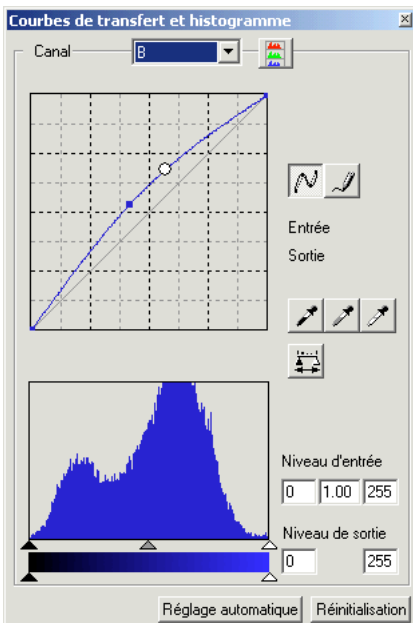 Courbes de transfert et histogramme
Canal
B
Entrée
Sortie
Niveau d'entrée
0 1.00 255
Niveau de sortie
0 255
Réglage automatique Réinitialisation